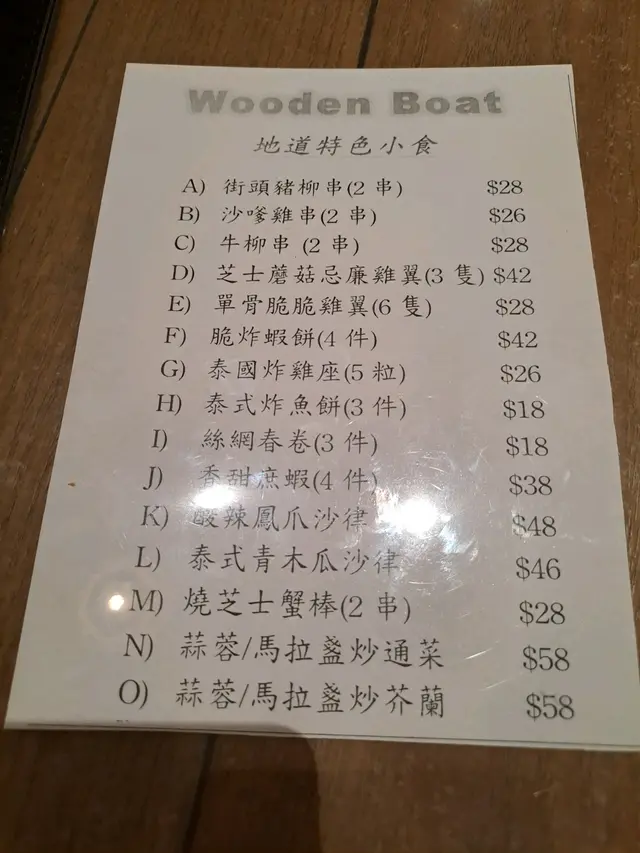 Wooden Boat
地道特色小食
A) 街頭豬柳串(2 串) $28
B) 沙嗲雞串(2 串) $26
C) 牛柳串 (2 串) $28
D) 芝士蘑菇忌廉雞翼(3 隻) $42
E) 單骨脆脆雞翼(6 隻) $28
F) 脆炸蝦餅(4 件) $42
G) 泰國炸雞座(5 粒) $26
H) 泰式炸魚餅(3 件) $18
I) 絲網春卷(3 件) $18
J) 香甜庶蝦(4 件) $38
K) 酸辣鳳爪沙律 $48
L) 泰式青木瓜沙律 $46
M) 燒芝士蟹棒(2 串) $28
N) 蒜蓉/馬拉盞炒通菜 $58
O) 蒜蓉/馬拉盞炒芥蘭 $58